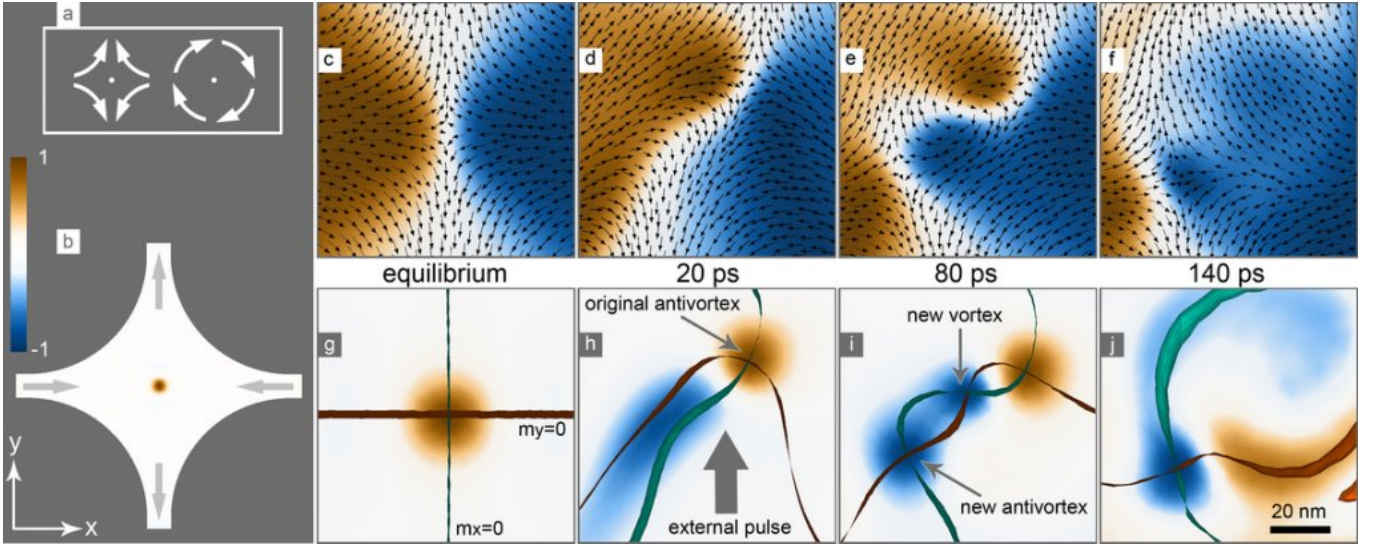 a
1
-1
b
y
x
c
d
e
f
equilibrium
20 ps
80 ps
140 ps
g
my=0
mx=0
h
original antivortex
external pulse
i
new vortex
new antivortex
j
20 nm